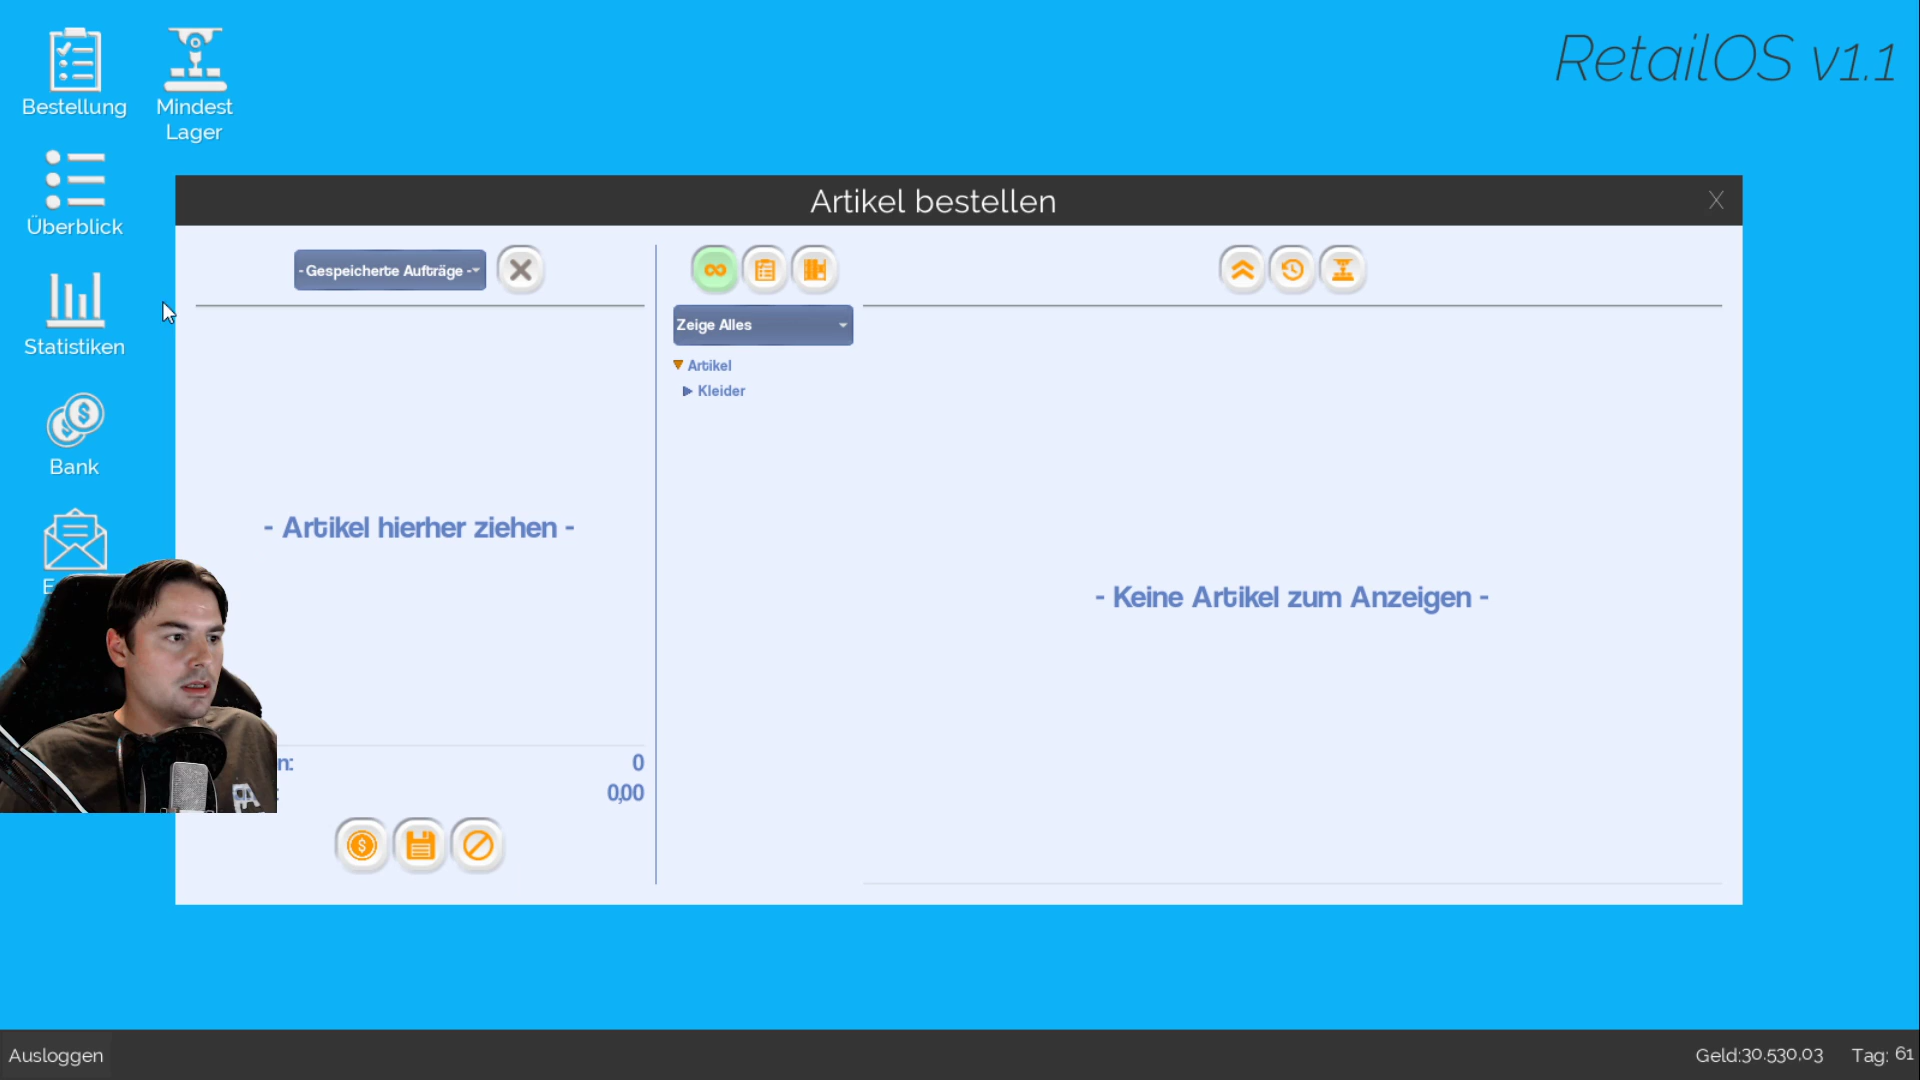 Bestellung
Mindest
Lager
RetailOS v1.1
Überblick
Statistiken
Bank
Artikel bestellen
X
- Gespeicherte Aufträge -
Zeige Alles
Artikel
Kleider
- Artikel hierher ziehen -
- Keine Artikel zum Anzeigen -
0
0,00
Ausloggen
Geld:30.530,03
Tag: 61